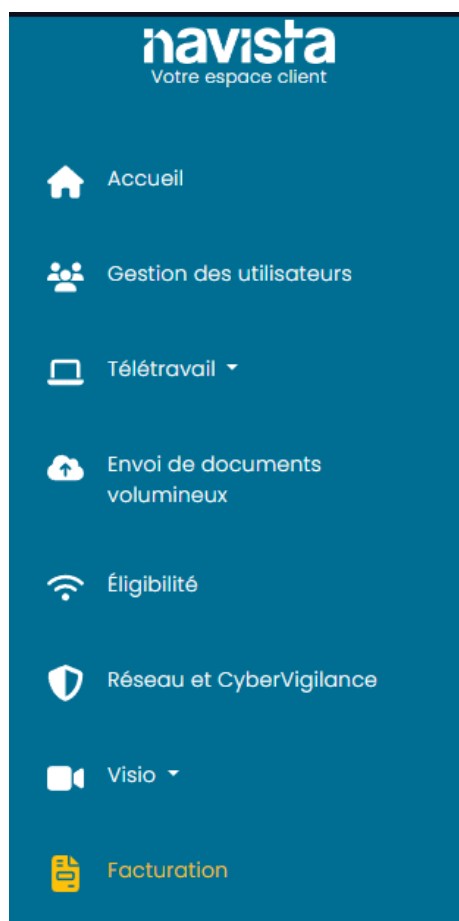 navista
Votre espace client
Accueil
Gestion des utilisateurs
Télétravail
Envoi de documents
volumineux
Éligibilité
Réseau et CyberVigilance
Visio
Facturation